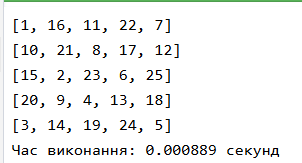 [1, 16, 11, 22, 7]
[10, 21, 8, 17, 12]
[15, 2, 23, 6, 25]
[20, 9, 4, 13, 18]
[3, 14, 19, 24, 5]
Час виконання: 0.000889 секунд